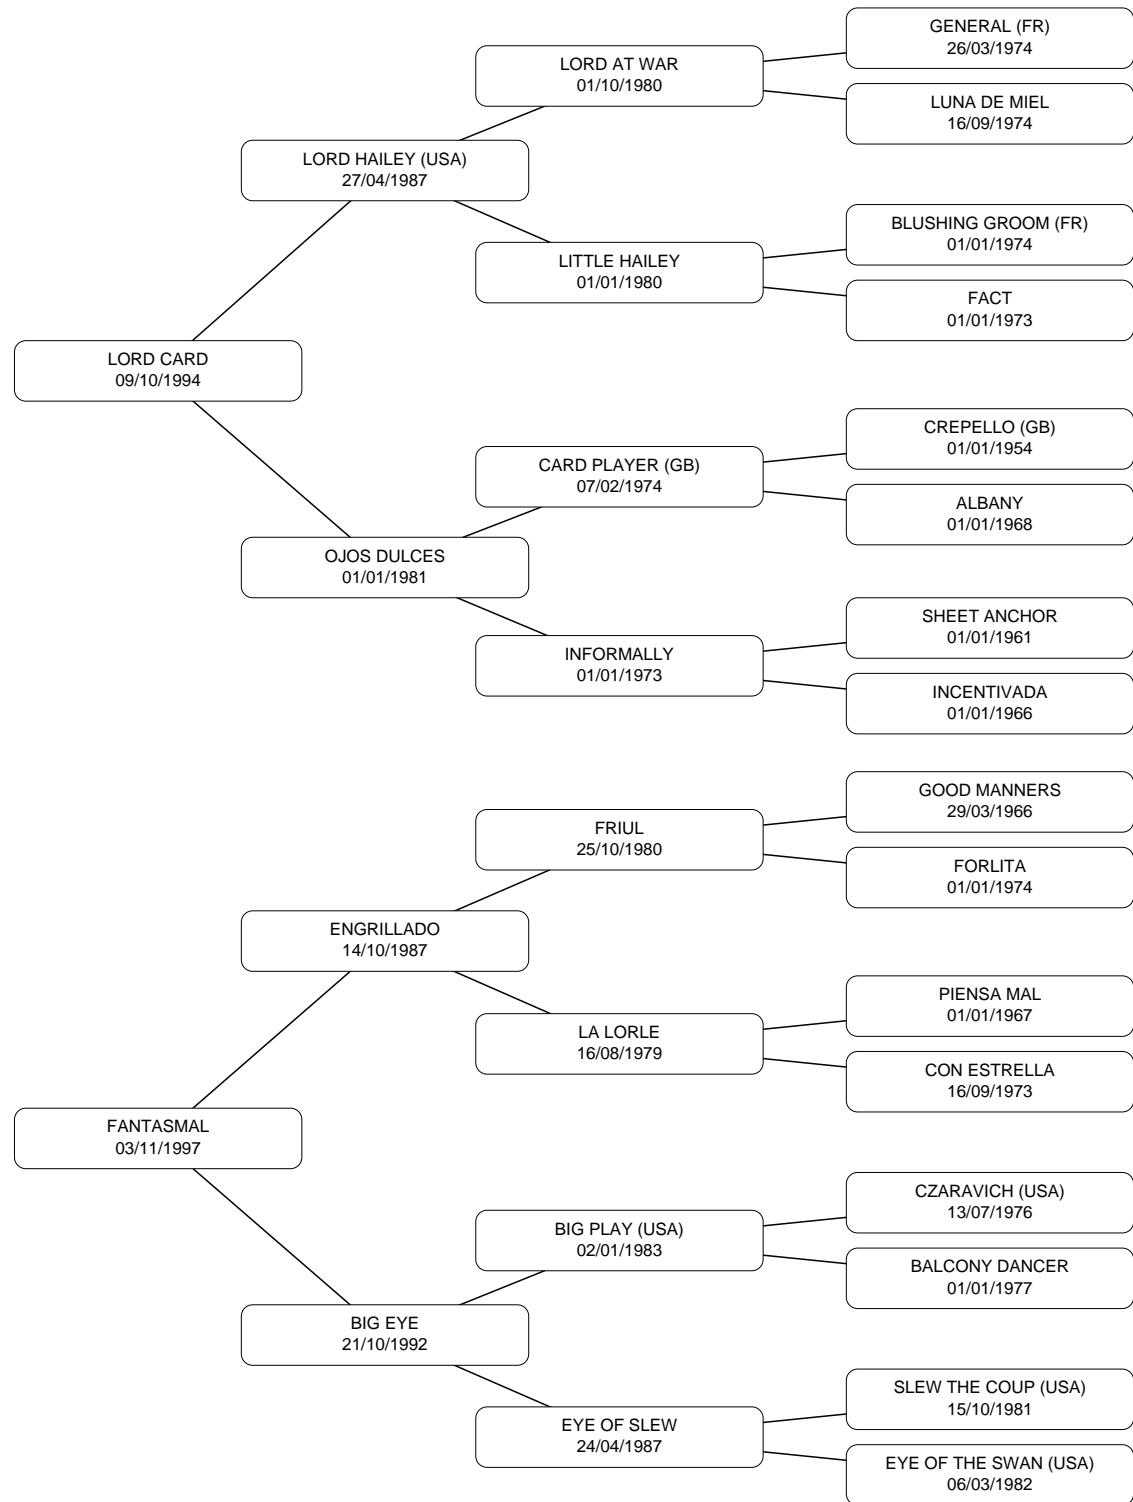 GENERAL (FR)
26/03/1974
LORD AT WAR
01/10/1980
LUNA DE MIEL
16/09/1974
LORD HAILEY (USA)
27/04/1987
BLUSHING GROOM (FR)
01/01/1974
LITTLE HAILEY
01/01/1980
FACT
01/01/1973
LORD CARD
09/10/1994
CREPELLO (GB)
01/01/1954
CARD PLAYER (GB)
07/02/1974
ALBANY
01/01/1968
OJOS DULCES
01/01/1981
SHEET ANCHOR
01/01/1961
INFORMALLY
01/01/1973
INCENTIVADA
01/01/1966
GOOD MANNERS
29/03/1966
FRIUL
25/10/1980
FORLITA
01/01/1974
ENGRILLADO
14/10/1987
PIENSA MAL
01/01/1967
LA LORLE
16/08/1979
CON ESTRELLA
16/09/1973
FANTASMAL
03/11/1997
CZARAVICH (USA)
13/07/1976
BIG PLAY (USA)
02/01/1983
BALCONY DANCER
01/01/1977
BIG EYE
21/10/1992
SLEW THE COUP (USA)
15/10/1981
EYE OF SLEW
24/04/1987
EYE OF THE SWAN (USA)
06/03/1982